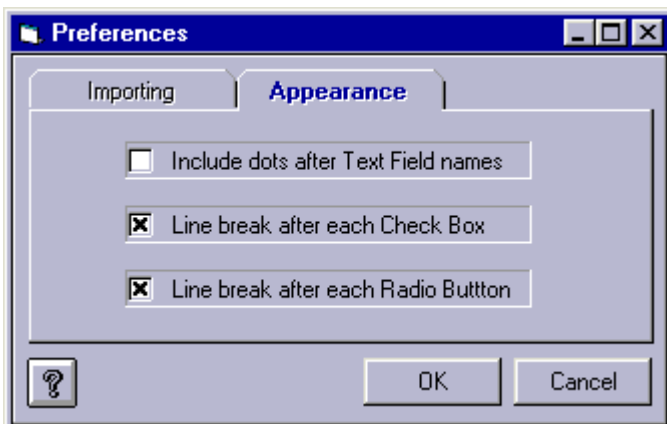 Preferences
Importing
Appearance
Include dots after Text Field names
Line break after each Check Box
Line break after each Radio Buttton
?
OK
Cancel